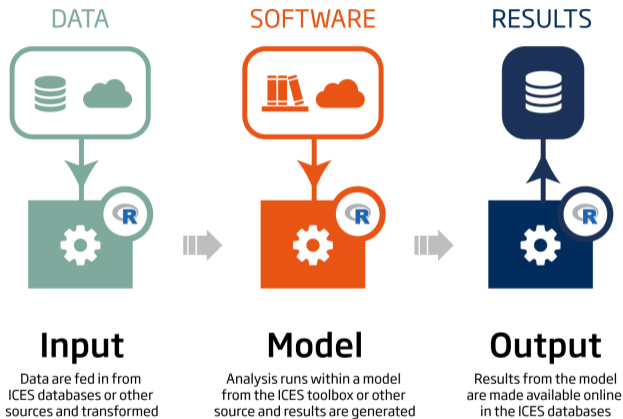 DATA
SOFTWARE
RESULTS
R
R
R
Input
Data are fed in from
ICES databases or other
sources and transformed
Model
Analysis runs within a model
from the ICES toolbox or other
source and results are generated
Output
Results from the model
are made available online
in the ICES databases